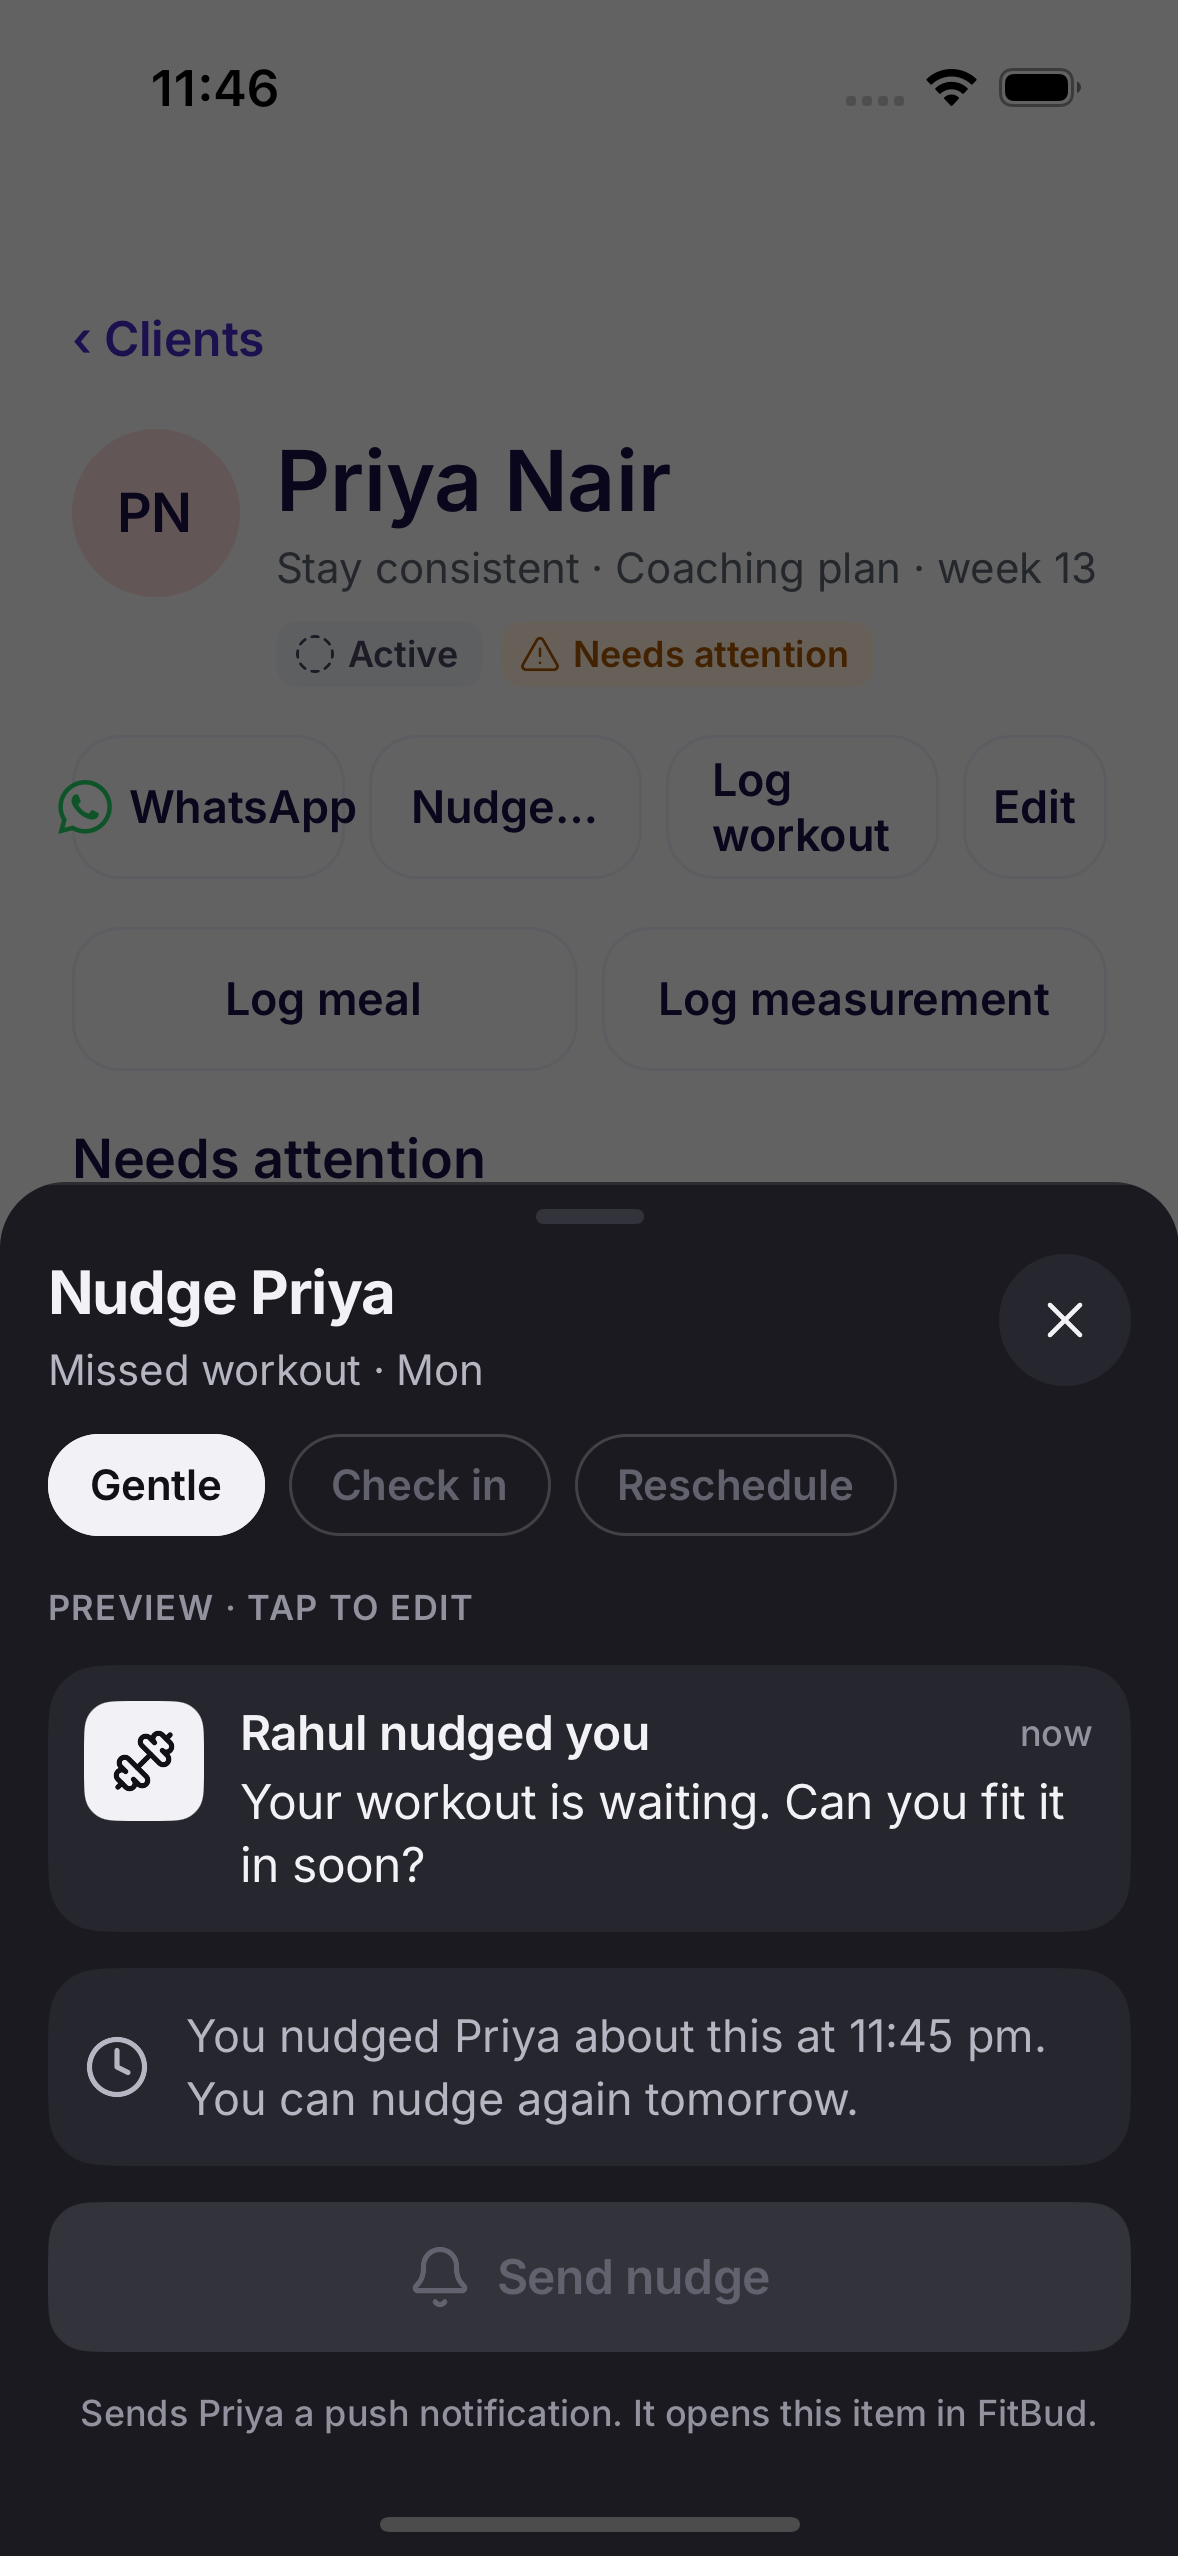 11:46
‹ Clients
PN
Priya Nair
Stay consistent · Coaching plan · week 13
Active
Needs attention
WhatsApp
Nudge...
Log
workout
Edit
Log meal
Log measurement
Needs attention
Nudge Priya
Missed workout · Mon
Gentle
Check in
Reschedule
PREVIEW · TAP TO EDIT
Rahul nudged you
now
Your workout is waiting. Can you fit it
in soon?
You nudged Priya about this at 11:45 pm.
You can nudge again tomorrow.
Send nudge
Sends Priya a push notification. It opens this item in FitBud.